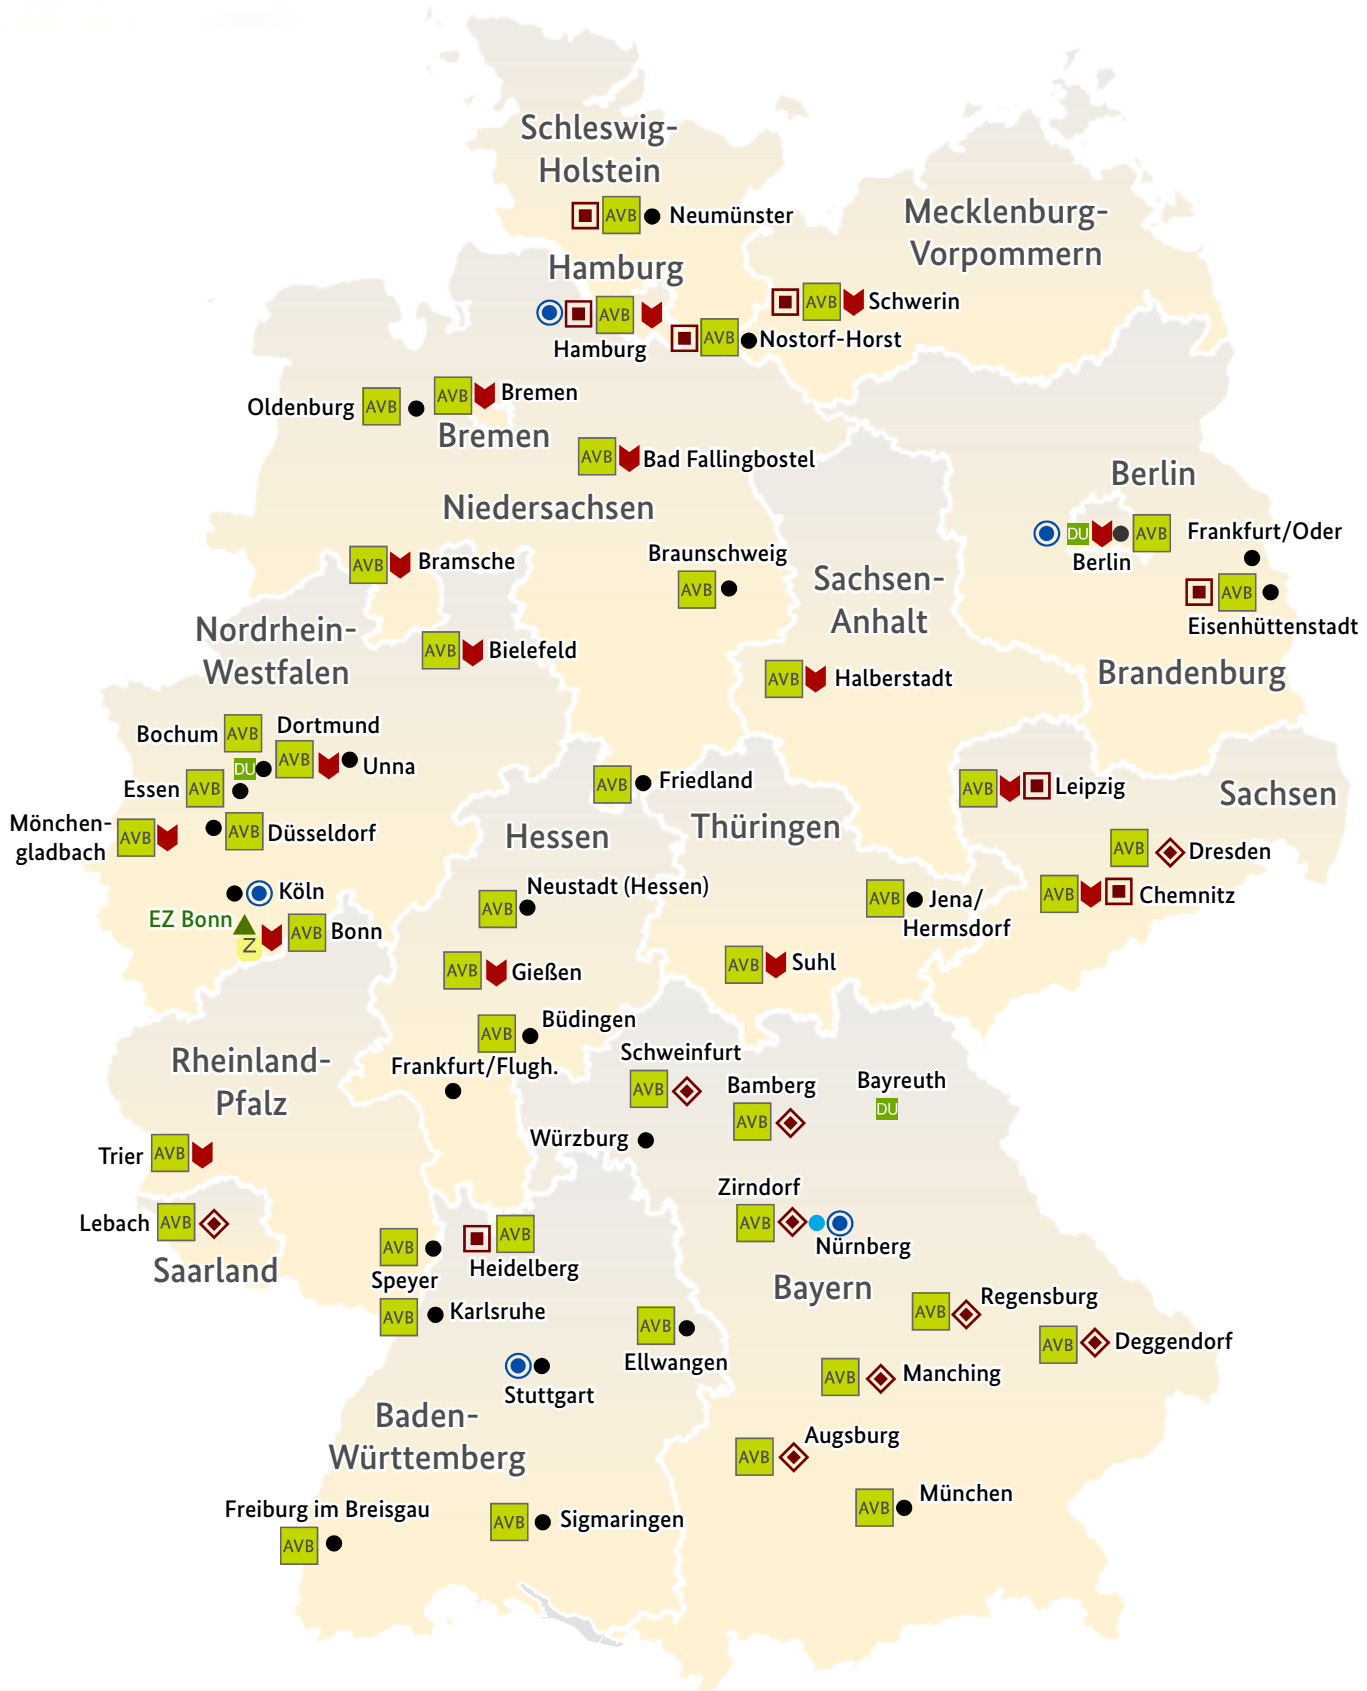 Schleswig-
Holstein
AVB Neumünster
Mecklenburg-
Vorpommern
Hamburg
AVB
Hamburg
AVB Schwerin
AVB Nostorf-Horst
Oldenburg AVB
AVB Bremen
Bremen
AVB Bad Fallingbostel
Niedersachsen
Berlin
DU AVB
Berlin
Frankfurt/Oder
AVB
Eisenhüttenstadt
Brandenburg
AVB Bramsche
Braunschweig
AVB
Sachsen-
Anhalt
Nordrhein-
Westfalen
AVB Bielefeld
AVB Halberstadt
Bochum AVB
Dortmund
AVB
DU
Unna
Essen AVB
Mönchen-
gladbach
AVB
AVB Düsseldorf
AVB Friedland
Hessen
Thüringen
AVB Leipzig
Sachsen
AVB Dresden
AVB Chemnitz
Köln
EZ Bonn
Z
AVB Bonn
Neustadt (Hessen)
AVB
AVB Jena/
Hermsdorf
AVB Gießen
AVB Suhl
Büdingen
AVB
Frankfurt/Flugh.
Rheinland-
Pfalz
Schweinfurt
AVB
Bamberg
AVB
Bayreuth
DU
Würzburg
Trier AVB
Lebach AVB
Saarland
Zirndorf
AVB
Nürnberg
Bayern
AVB
Speyer
AVB
Heidelberg
AVB Karlsruhe
AVB
Ellwangen
Regensburg
AVB
AVB Deggendorf
AVB Manching
Stuttgart
Baden-
Württemberg
Augsburg
AVB
München
AVB
Freiburg im Breisgau
AVB
AVB Sigmaringen